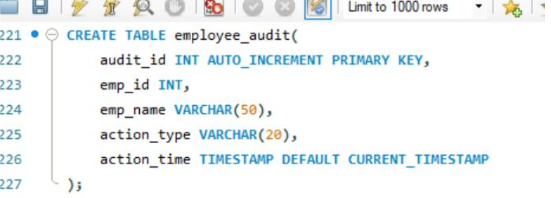 Limit to 1000 rows
221 CREATE TABLE employee_audit(
222 audit_id INT AUTO_INCREMENT PRIMARY KEY,
223 emp_id INT,
224 emp_name VARCHAR(50),
225 action_type VARCHAR(20),
226 action_time TIMESTAMP DEFAULT CURRENT_TIMESTAMP
227 );